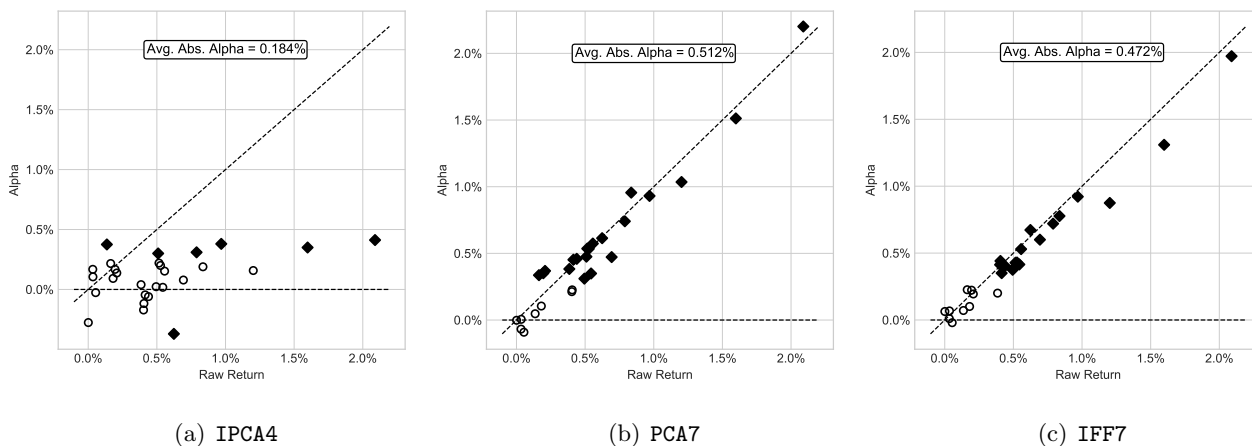 Avg. Abs. Alpha = 0.184%
2.0%
1.5%
1.0%
0.5%
0.0%
Alpha
0.0%
0.5%
1.0%
1.5%
2.0%
Raw Return
(a) IPCA4
Avg. Abs. Alpha = 0.512%
2.0%
1.5%
1.0%
0.5%
0.0%
Alpha
0.0%
0.5%
1.0%
1.5%
2.0%
Raw Return
(b) PCA7
Avg. Abs. Alpha = 0.472%
2.0%
1.5%
1.0%
0.5%
0.0%
Alpha
0.0%
0.5%
1.0%
1.5%
2.0%
Raw Return
(c) IFF7